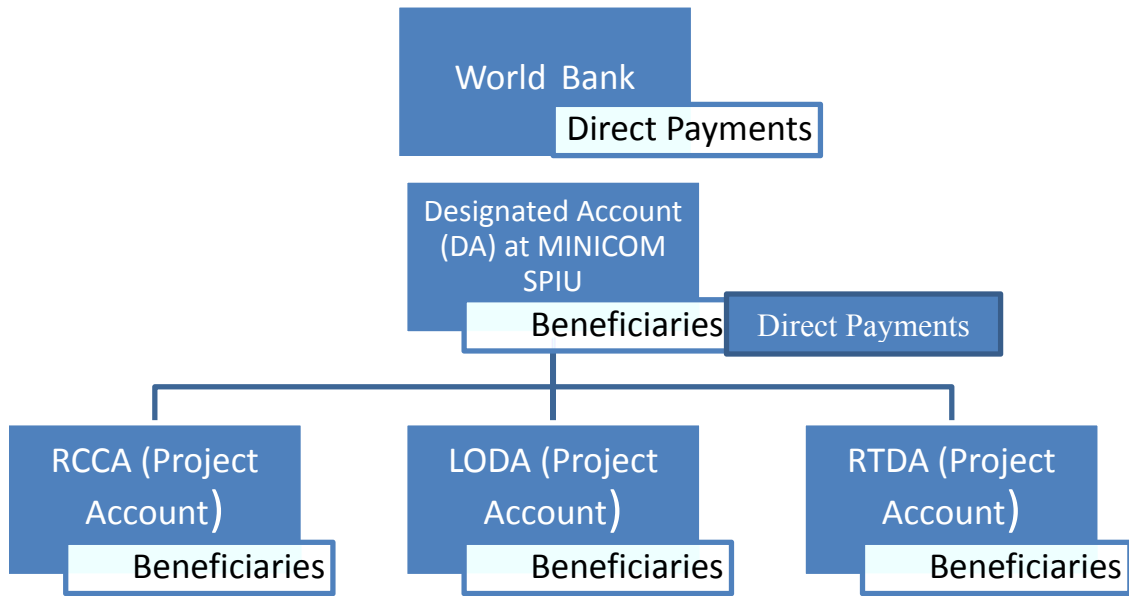 World Bank
Direct Payments
Designated Account
(DA) at MINICOM
SPIU
Beneficiaries
Direct Payments
RCCA (Project
Account)
Beneficiaries
LODA (Project
Account)
Beneficiaries
RTDA (Project
Account)
Beneficiaries